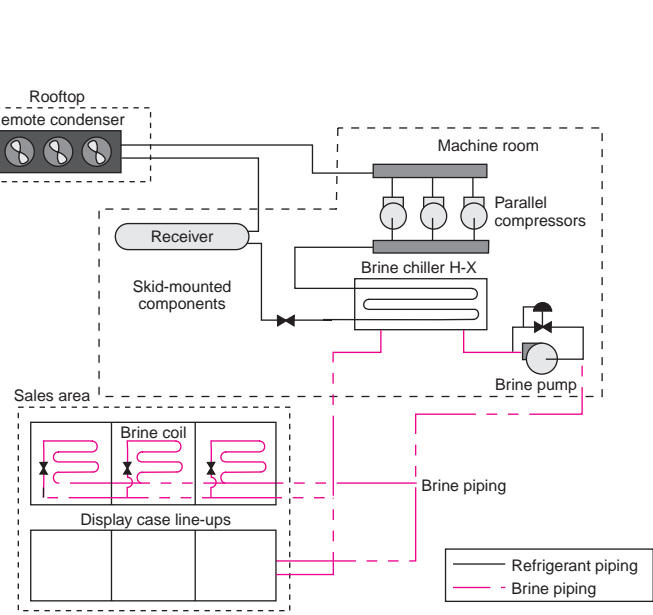 Rooftop
emote condenser
Machine room
Parallel
compressors
Receiver
Brine chiller H-X
Skid-mounted
components
Brine pump
Sales area
Brine coil
Brine piping
Display case line-ups
Refrigerant piping
Brine piping